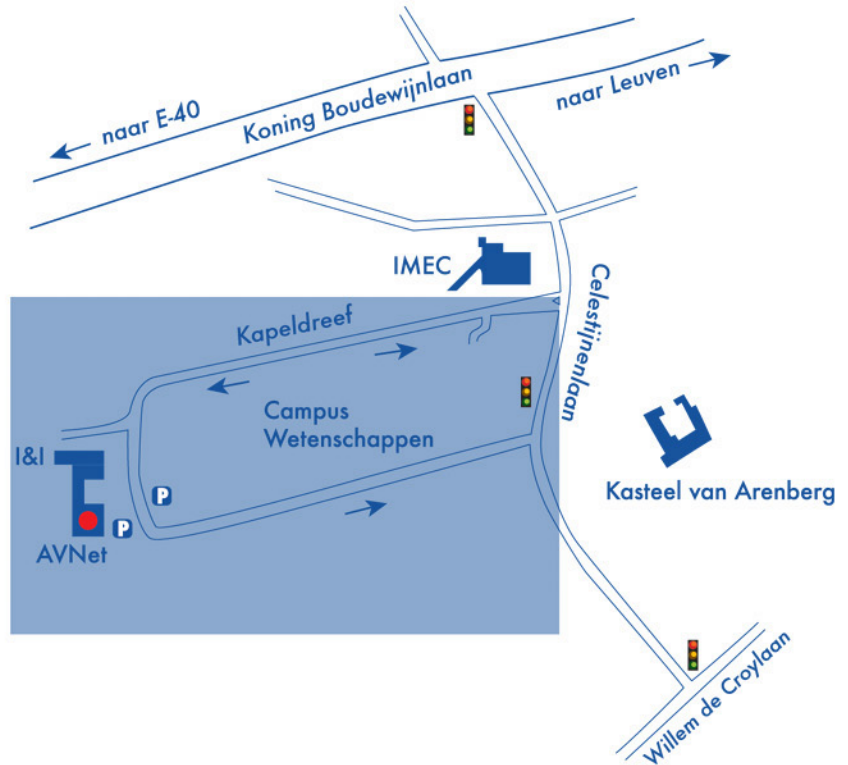 naar E-40
Koning Boudewijnlaan
naar Leuven
IMEC
Celestijnenlaan
Kapeldreef
Campus
Wetenschappen
I&I
P
Kasteel van Arenberg
P
AVNet
Willem de Croylaan